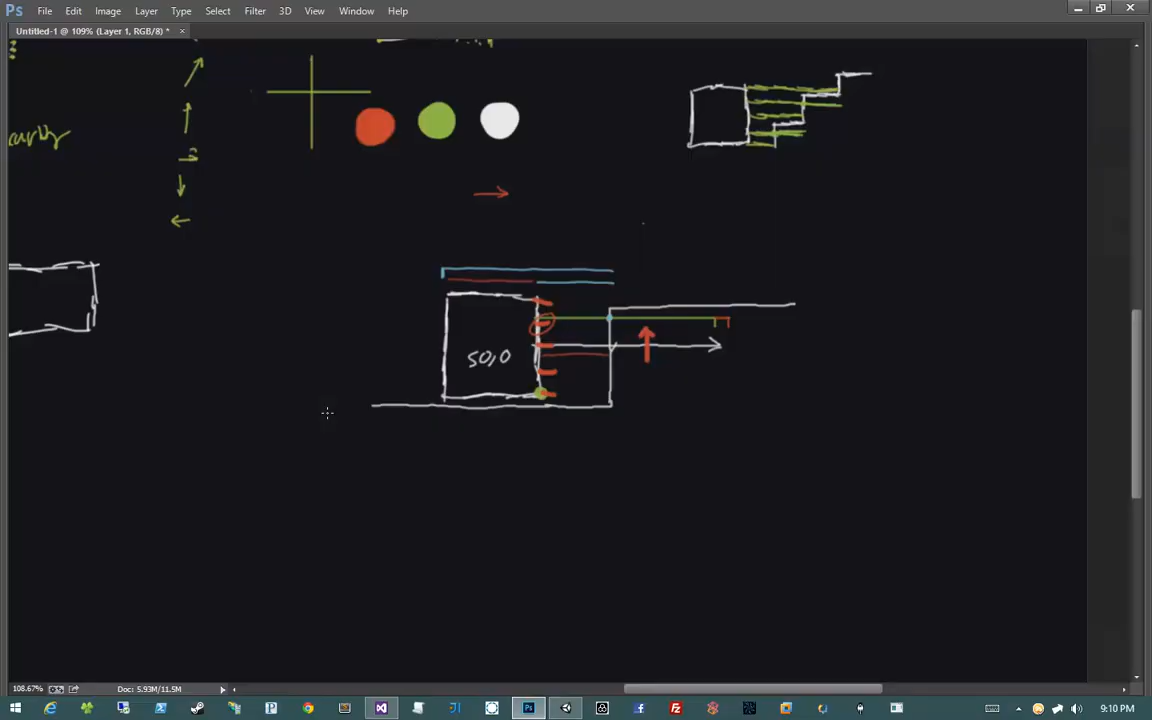 Ps File Edit Image Layer Type Select Filter 3D View Window Help
Untitled-1 @ 109% (Layer 1, RGB/8) * ×
50,0
108.67% Doc: 5.93M/11.5M
9:10 PM